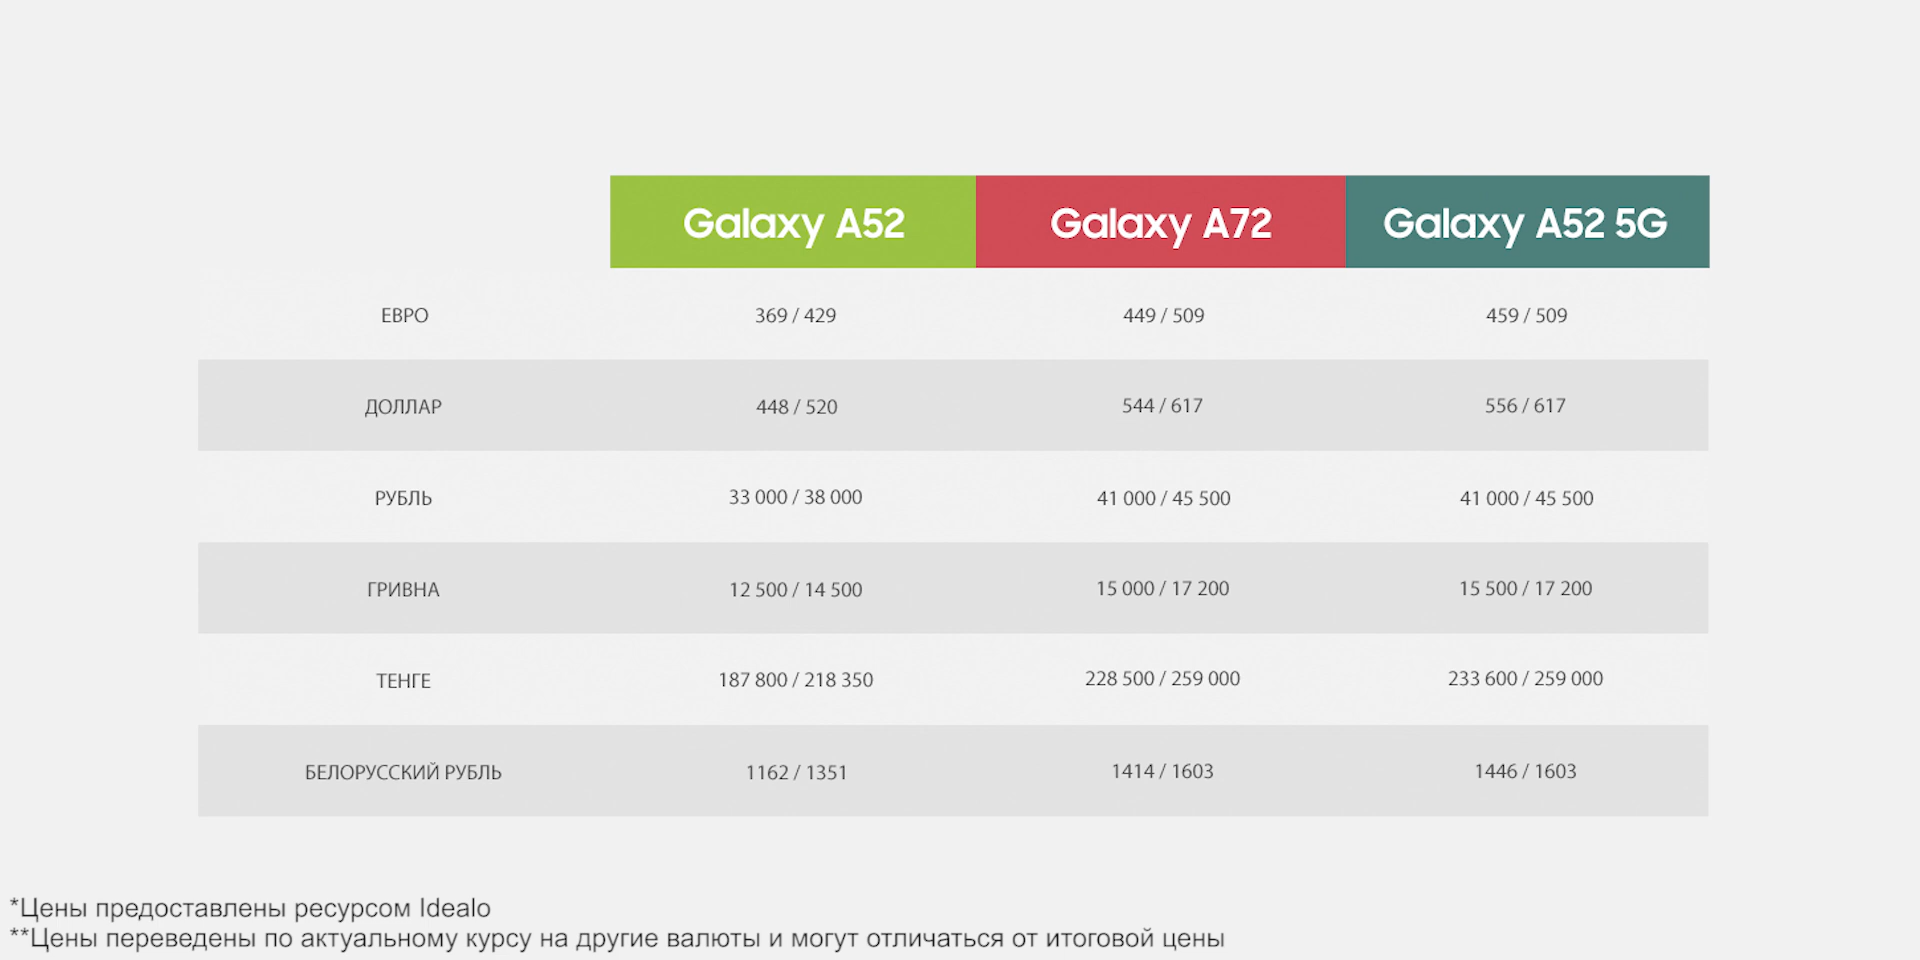 Galaxy A52 Galaxy A72 Galaxy A52 5G
ЕВРО 369 / 429 449 / 509 459 / 509
ДОЛЛАР 448 / 520 544 / 617 556 / 617
РУБЛЬ 33 000 / 38 000 41 000 / 45 500 41 000 / 45 500
ГРИВНА 12 500 / 14 500 15 000 / 17 200 15 500 / 17 200
ТЕНГЕ 187 800 / 218 350 228 500 / 259 000 233 600 / 259 000
БЕЛОРУССКИЙ РУБЛЬ 1162 / 1351 1414 / 1603 1446 / 1603
*Цены предоставлены ресурсом Idealo
**Цены переведены по актуальному курсу на другие валюты и могут отличаться от итоговой цены